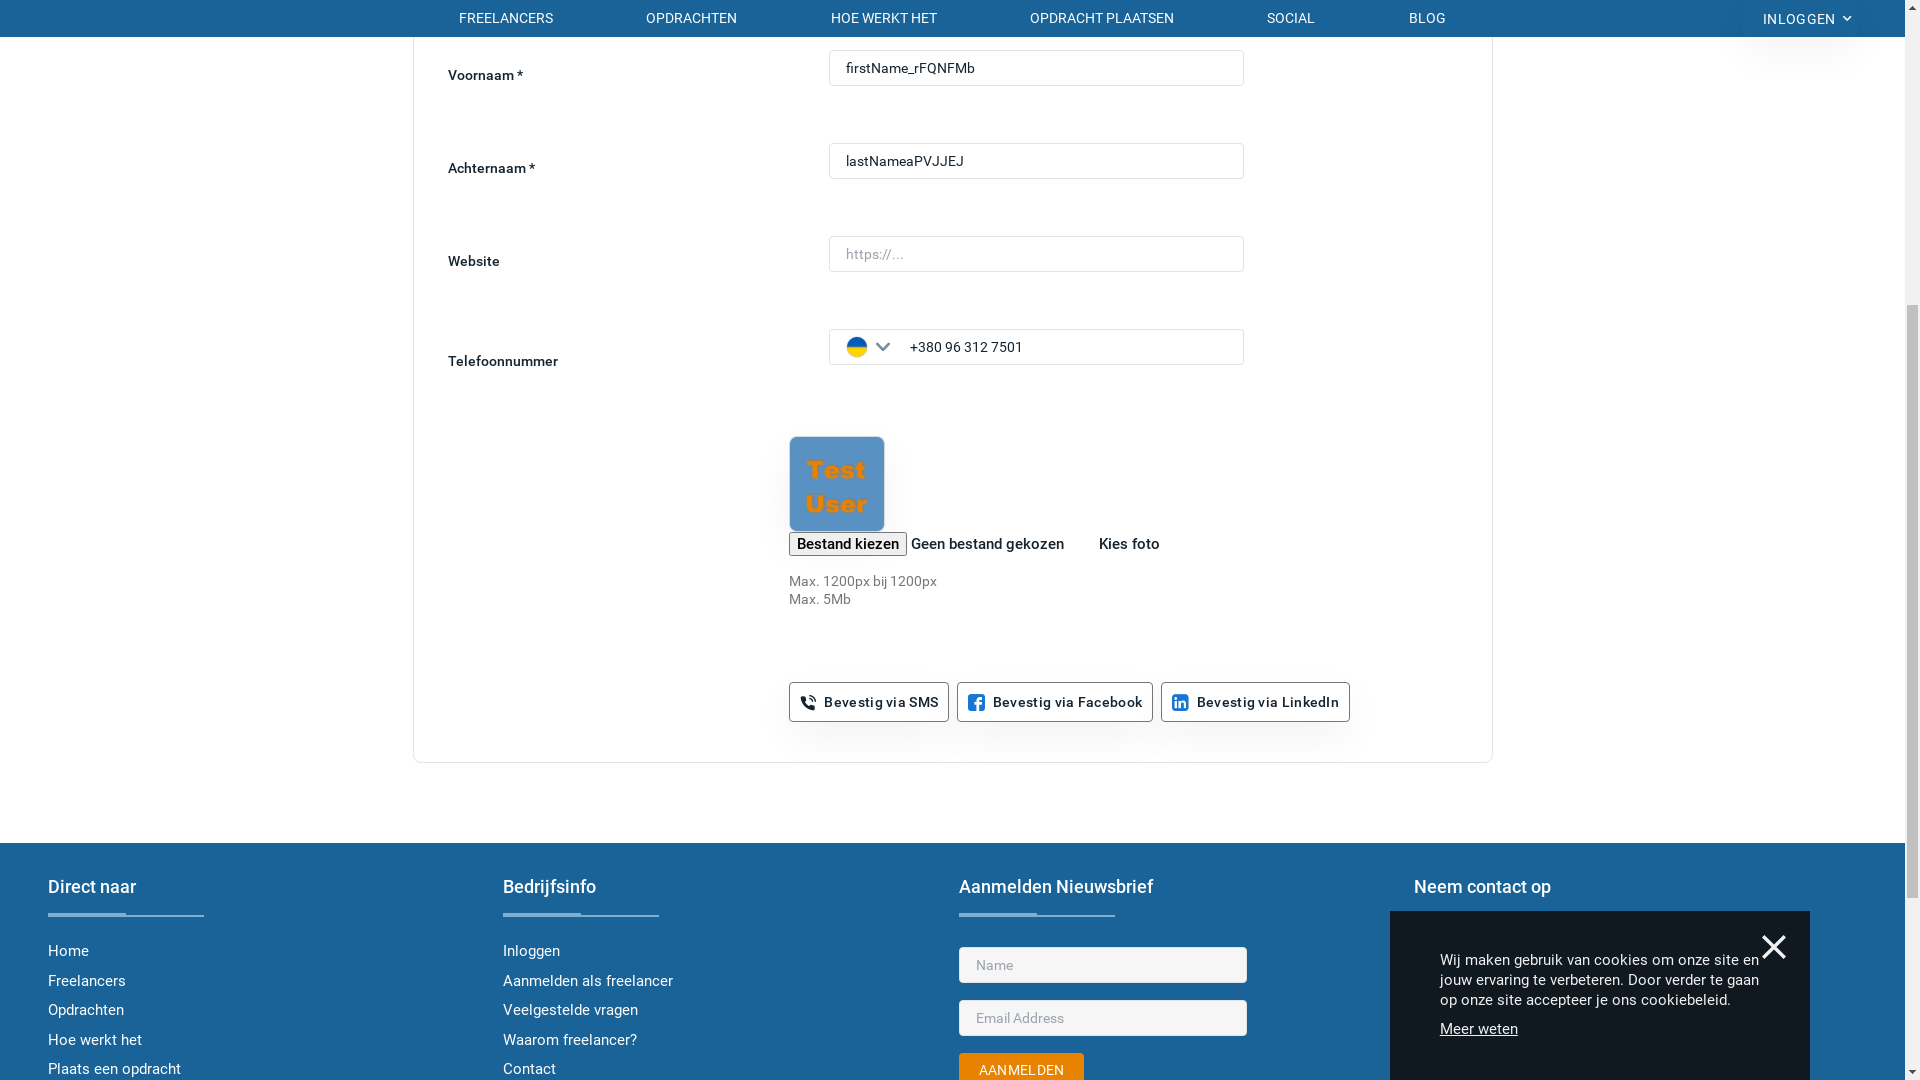 FREELANCERS OPDRACHTEN HOE WERKT HET OPDRACHT PLAATSEN SOCIAL BLOG INLOGGEN
Voornaam * firstName_rFQNFMb
Achternaam * lastNameaPVJJEJ
Website https://...
Telefoonnummer +380 96 312 7501
Test
User
Bestand kiezen Geen bestand gekozen Kies foto
Max. 1200px bij 1200px
Max. 5Mb
Bevestig via SMS Bevestig via Facebook Bevestig via LinkedIn
Direct naar
Home
Freelancers
Opdrachten
Hoe werkt het
Plaats een opdracht
Bedrijfsinfo
Inloggen
Aanmelden als freelancer
Veelgestelde vragen
Waarom freelancer?
Contact
Aanmelden Nieuwsbrief
Name
Email Address
AANMELDEN
Neem contact op
Wij maken gebruik van cookies om onze site en
jouw ervaring te verbeteren. Door verder te gaan
op onze site accepteer je ons cookiebeleid.
Meer weten